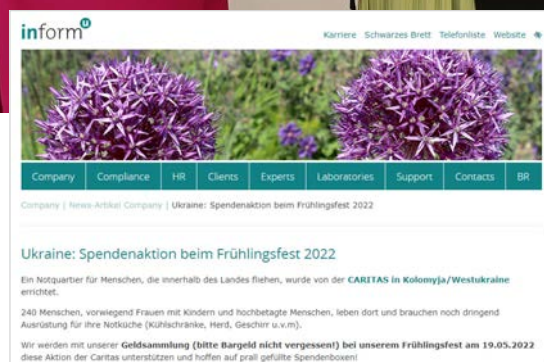 inform u
Karriere Schwarzes Brett Telefonliste Website
Company Compliance HR Clients Experts Laboratories Support Contacts BR
Company | News-Artikel Company | Ukraine: Spendenaktion beim Frühlingsfest 2022
Ukraine: Spendenaktion beim Frühlingsfest 2022
Ein Notquartier für Menschen, die innerhalb des Landes fliehen, wurde von der CARITAS in Kolomyja/Westukraine
errichtet.
240 Menschen, vorwiegend Frauen mit Kindern und hochbetagte Menschen, leben dort und brauchen noch dringend
Ausrüstung für ihre Notküche (Kühlschränke, Herd, Geschirr u.v.m).
Wir werden mit unserer Geldsammlung (bitte Bargeld nicht vergessen!) bei unserem Frühlingsfest am 19.05.2022
diese Aktion der Caritas unterstützen und hoffen auf prall gefüllte Spendenboxen!